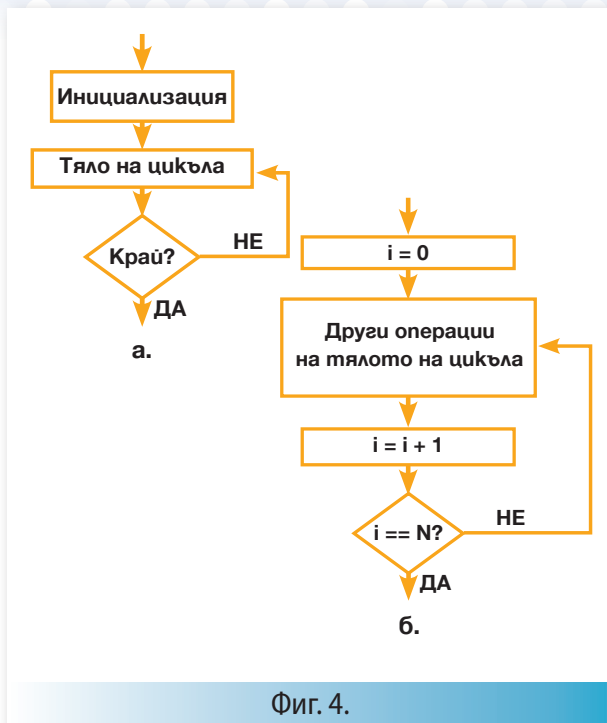 Инициализация
Тяло на цикъла
Край?
НЕ
ДА
а.
i = 0
Други операции
на тялото на цикъла
i = i + 1
i == N?
НЕ
ДА
б.
Фиг. 4.